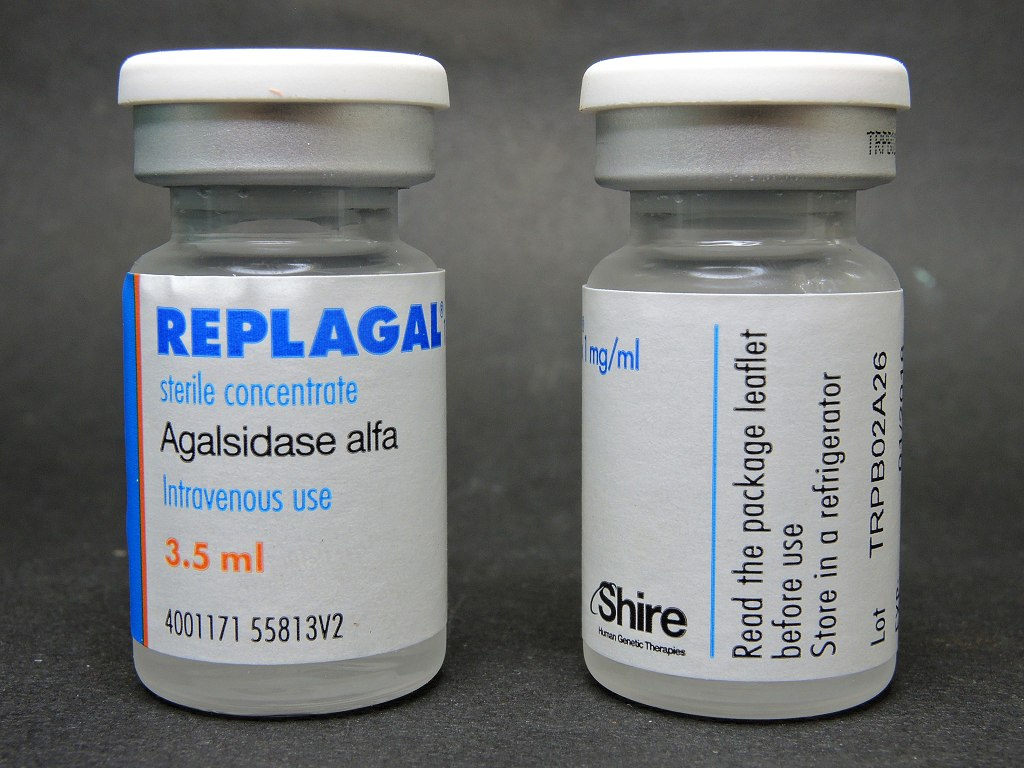 REPLAGAL®
sterile concentrate
Agalsidase alfa
Intravenous use
3.5 ml
4001171 55813V2
1 mg/ml
Shire
Human Genetic Therapies
Read the package leaflet
before use
Store in a refrigerator
Lot TRPB02A26